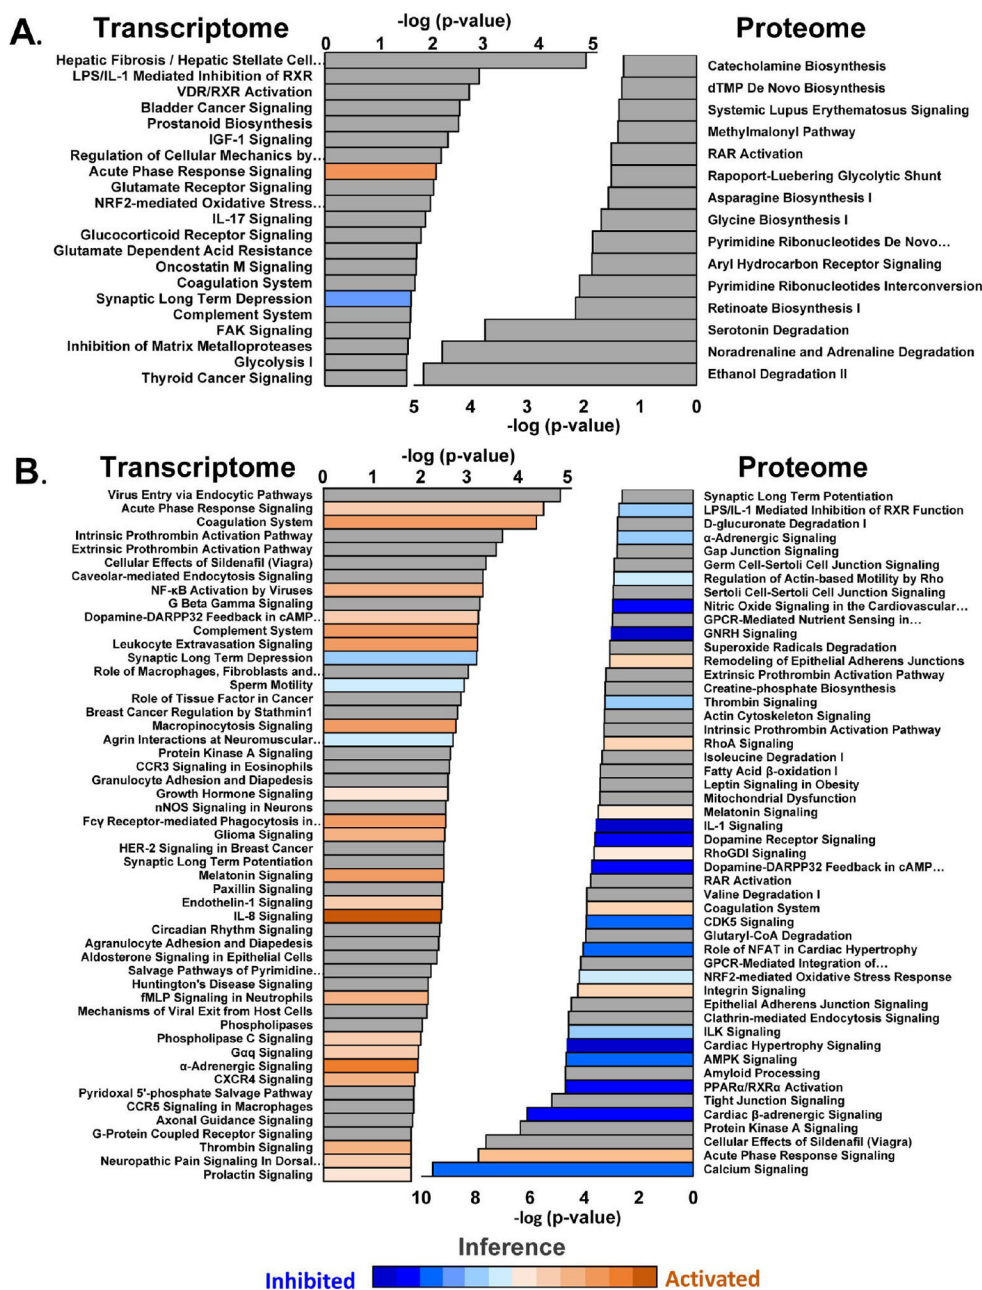 A.
Transcriptome
-log (p-value)
Proteome
0 1 2 3 4 5
Hepatic Fibrosis / Hepatic Stellate Cell...
LPS/IL-1 Mediated Inhibition of RXR
VDR/RXR Activation
Bladder Cancer Signaling
Prostanoid Biosynthesis
IGF-1 Signaling
Regulation of Cellular Mechanics by...
Acute Phase Response Signaling
Glutamate Receptor Signaling
NRF2-mediated Oxidative Stress...
IL-17 Signaling
Glucocorticoid Receptor Signaling
Glutamate Dependent Acid Resistance
Oncostatin M Signaling
Coagulation System
Synaptic Long Term Depression
Complement System
FAK Signaling
Inhibition of Matrix Metalloproteases
Glycolysis I
Thyroid Cancer Signaling
Catecholamine Biosynthesis
dTMP De Novo Biosynthesis
Systemic Lupus Erythematosus Signaling
Methylmalonyl Pathway
RAR Activation
Rapoport-Luebering Glycolytic Shunt
Asparagine Biosynthesis I
Glycine Biosynthesis I
Pyrimidine Ribonucleotides De Novo...
Aryl Hydrocarbon Receptor Signaling
Pyrimidine Ribonucleotides Interconversion
Retinoate Biosynthesis I
Serotonin Degradation
Noradrenaline and Adrenaline Degradation
Ethanol Degradation II
5 4 3 2 1 0
-log (p-value)
B.
Transcriptome
-log (p-value)
Proteome
0 1 2 3 4 5
Virus Entry via Endocytic Pathways
Acute Phase Response Signaling
Coagulation System
Intrinsic Prothrombin Activation Pathway
Extrinsic Prothrombin Activation Pathway
Cellular Effects of Sildenafil (Viagra)
Caveolar-mediated Endocytosis Signaling
NF-κB Activation by Viruses
G Beta Gamma Signaling
Dopamine-DARPP32 Feedback in cAMP...
Complement System
Leukocyte Extravasation Signaling
Synaptic Long Term Depression
Role of Macrophages, Fibroblasts and...
Sperm Motility
Role of Tissue Factor in Cancer
Breast Cancer Regulation by Stathmin1
Macropinocytosis Signaling
Agrin Interactions at Neuromuscular...
Protein Kinase A Signaling
CCR3 Signaling in Eosinophils
Granulocyte Adhesion and Diapedesis
Growth Hormone Signaling
nNOS Signaling in Neurons
Fcγ Receptor-mediated Phagocytosis in...
Glioma Signaling
HER-2 Signaling in Breast Cancer
Synaptic Long Term Potentiation
Melatonin Signaling
Paxillin Signaling
Endothelin-1 Signaling
IL-8 Signaling
Circadian Rhythm Signaling
Agranulocyte Adhesion and Diapedesis
Aldosterone Signaling in Epithelial Cells
Salvage Pathways of Pyrimidine...
Huntington's Disease Signaling
fMLP Signaling in Neutrophils
Mechanisms of Viral Exit from Host Cells
Phospholipases
Phospholipase C Signaling
Gαq Signaling
α-Adrenergic Signaling
CXCR4 Signaling
Pyridoxal 5'-phosphate Salvage Pathway
CCR5 Signaling in Macrophages
Axonal Guidance Signaling
G-Protein Coupled Receptor Signaling
Thrombin Signaling
Neuropathic Pain Signaling In Dorsal...
Prolactin Signaling
Synaptic Long Term Potentiation
LPS/IL-1 Mediated Inhibition of RXR Function
D-glucuronate Degradation I
α-Adrenergic Signaling
Gap Junction Signaling
Germ Cell-Sertoli Cell Junction Signaling
Regulation of Actin-based Motility by Rho
Sertoli Cell-Sertoli Cell Junction Signaling
Nitric Oxide Signaling in the Cardiovascular...
GPCR-Mediated Nutrient Sensing in...
GNRH Signaling
Superoxide Radicals Degradation
Remodeling of Epithelial Adherens Junctions
Extrinsic Prothrombin Activation Pathway
Creatine-phosphate Biosynthesis
Thrombin Signaling
Actin Cytoskeleton Signaling
Intrinsic Prothrombin Activation Pathway
RhoA Signaling
Isoleucine Degradation I
Fatty Acid β-oxidation I
Leptin Signaling in Obesity
Mitochondrial Dysfunction
Melatonin Signaling
IL-1 Signaling
Dopamine Receptor Signaling
RhoGDI Signaling
Dopamine-DARPP32 Feedback in cAMP...
RAR Activation
Valine Degradation I
Coagulation System
CDK5 Signaling
Glutaryl-CoA Degradation
Role of NFAT in Cardiac Hypertrophy
GPCR-Mediated Integration of...
NRF2-mediated Oxidative Stress Response
Integrin Signaling
Epithelial Adherens Junction Signaling
Clathrin-mediated Endocytosis Signaling
ILK Signaling
Cardiac Hypertrophy Signaling
AMPK Signaling
Amyloid Processing
PPARα/RXRα Activation
Tight Junction Signaling
Cardiac β-adrenergic Signaling
Protein Kinase A Signaling
Cellular Effects of Sildenafil (Viagra)
Acute Phase Response Signaling
Calcium Signaling
10 8 6 4 2 0
-log (p-value)
Inference
Inhibited Activated